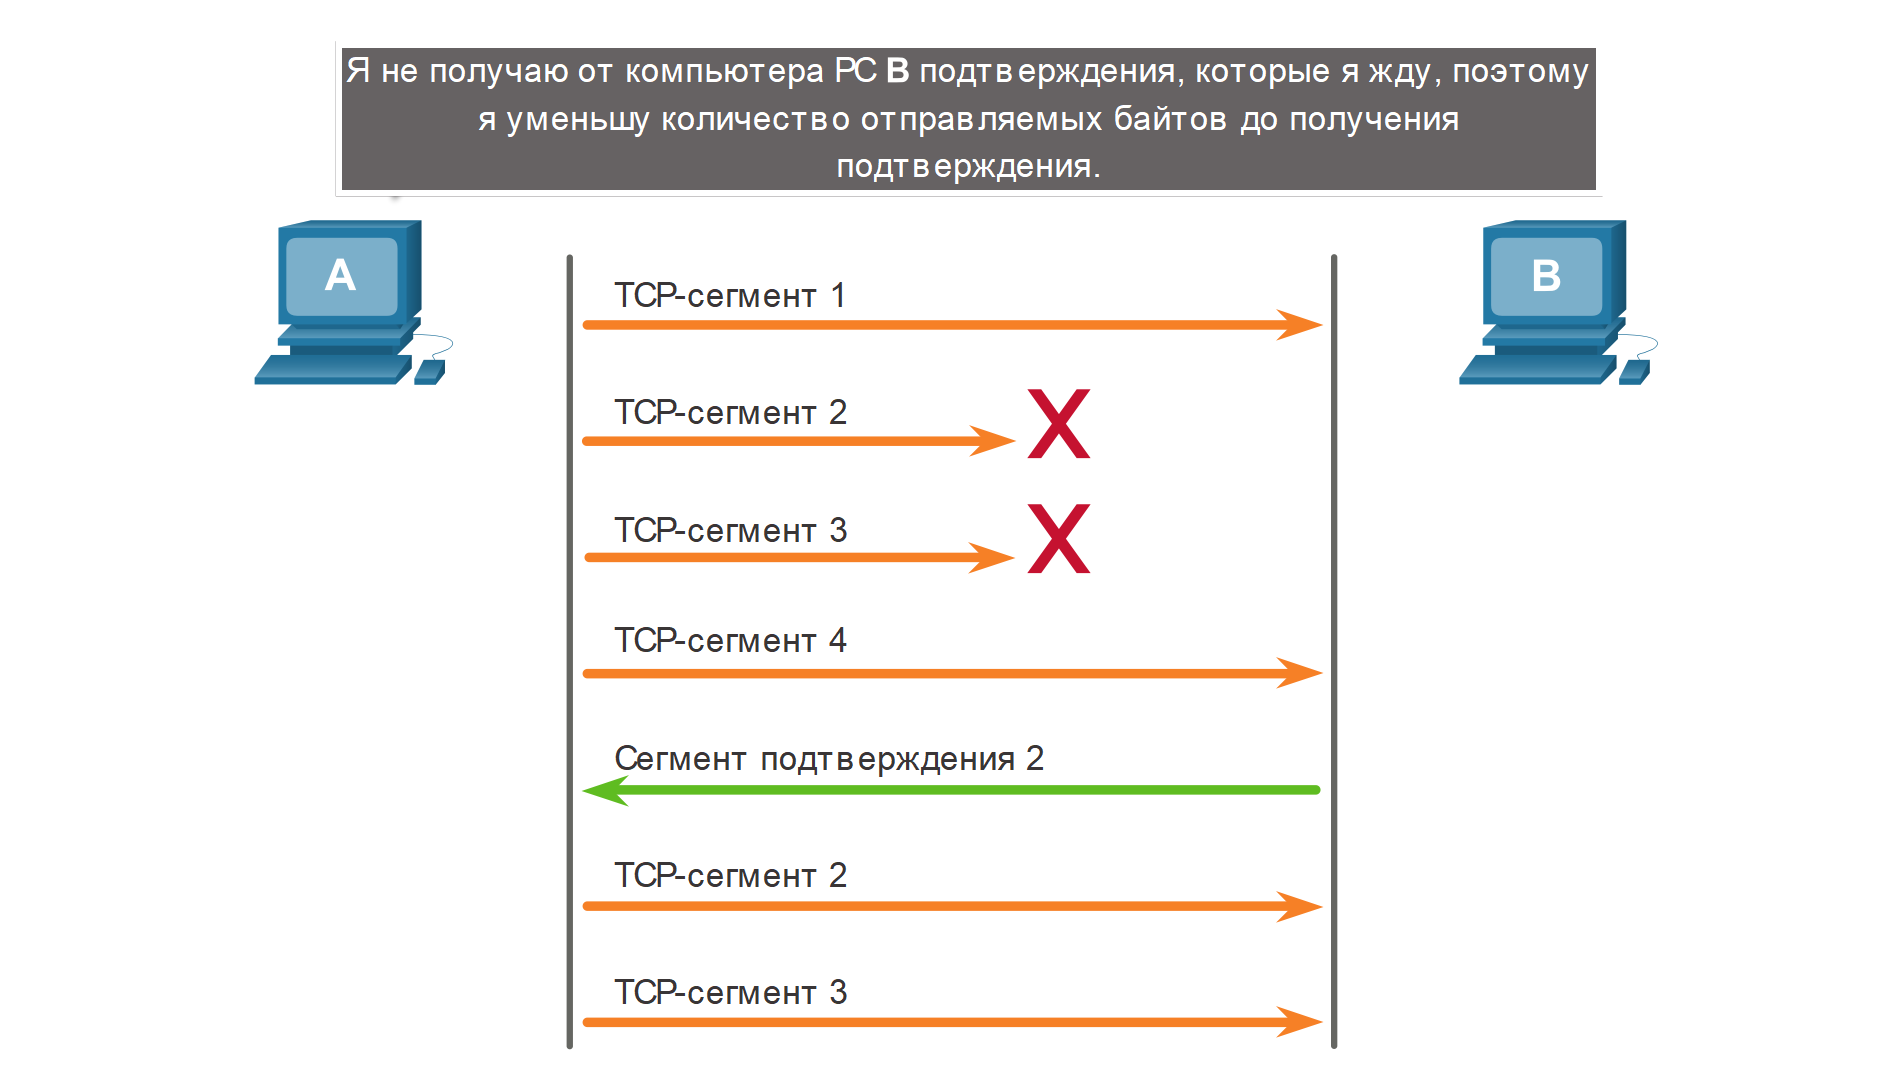 Я не получаю от компьютера PC B подтверждения, которые я жду, поэтому
я уменьшу количество отправляемых байтов до получения
подтверждения.
A
B
TCP-сегмент 1
TCP-сегмент 2
X
TCP-сегмент 3
X
TCP-сегмент 4
Сегмент подтверждения 2
TCP-сегмент 2
TCP-сегмент 3